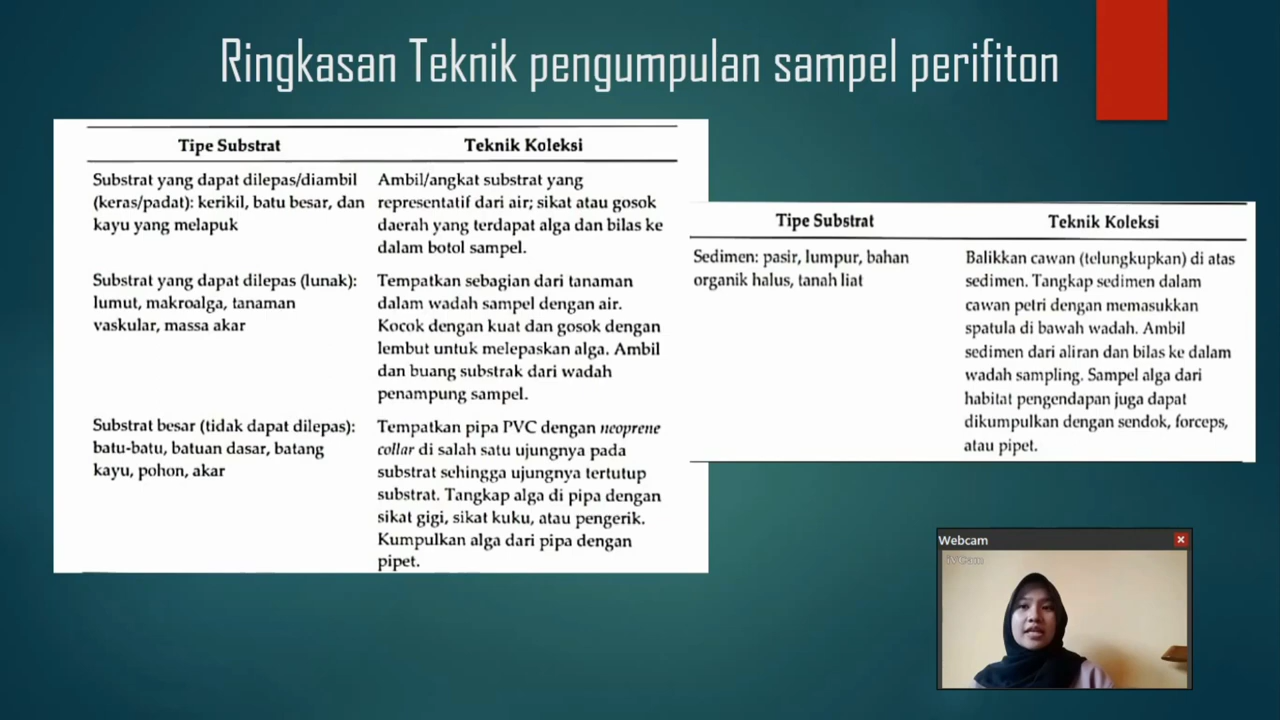 Ringkasan Teknik pengumpulan sampel perifiton
Tipe Substrat
Teknik Koleksi
Substrat yang dapat dilepas/diambil
(keras/padat): kerikil, batu besar, dan
kayu yang melapuk
Ambil/angkat substrat yang
representatif dari air; sikat atau gosok
daerah yang terdapat alga dan bilas ke
dalam botol sampel.
Substrat yang dapat dilepas (lunak):
lumut, makroalga, tanaman
vaskular, massa akar
Tempatkan sebagian dari tanaman
dalam wadah sampel dengan air.
Kocok dengan kuat dan gosok dengan
lembut untuk melepaskan alga. Ambil
dan buang substrak dari wadah
penampung sampel.
Substrat besar (tidak dapat dilepas):
batu-batu, batuan dasar, batang
kayu, pohon, akar
Tempatkan pipa PVC dengan neoprene
collar di salah satu ujungnya pada
substrat sehingga ujungnya tertutup
substrat. Tangkap alga di pipa dengan
sikat gigi, sikat kuku, atau pengerik.
Kumpulkan alga dari pipa dengan
pipet.
Tipe Substrat
Teknik Koleksi
Sedimen: pasir, lumpur, bahan
organik halus, tanah liat
Balikkan cawan (telungkupkan) di atas
sedimen. Tangkap sedimen dalam
cawan petri dengan memasukkan
spatula di bawah wadah. Ambil
sedimen dari aliran dan bilas ke dalam
wadah sampling. Sampel alga dari
habitat pengendapan juga dapat
dikumpulkan dengan sendok, forceps,
atau pipet.
Webcam
iVCam